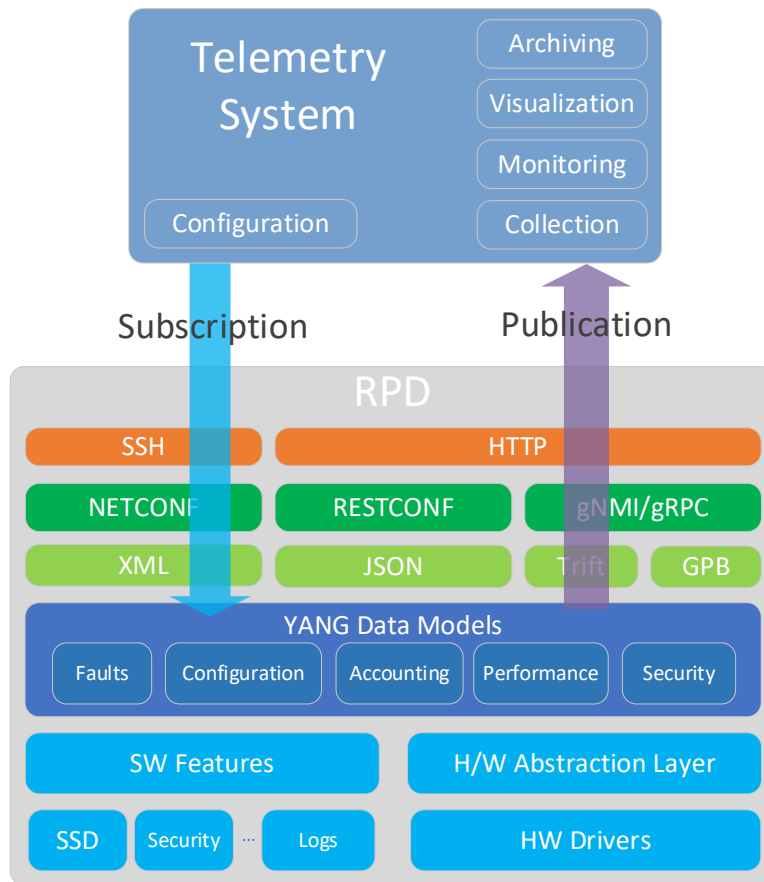 Telemetry
System
Archiving
Visualization
Monitoring
Configuration
Collection
Subscription
Publication
RPD
SSH
HTTP
NETCONF
RESTCONF
gNMI/gRPC
XML
JSON
Trift
GPB
YANG Data Models
Faults
Configuration
Accounting
Performance
Security
SW Features
H/W Abstraction Layer
SSD
Security
...
Logs
HW Drivers